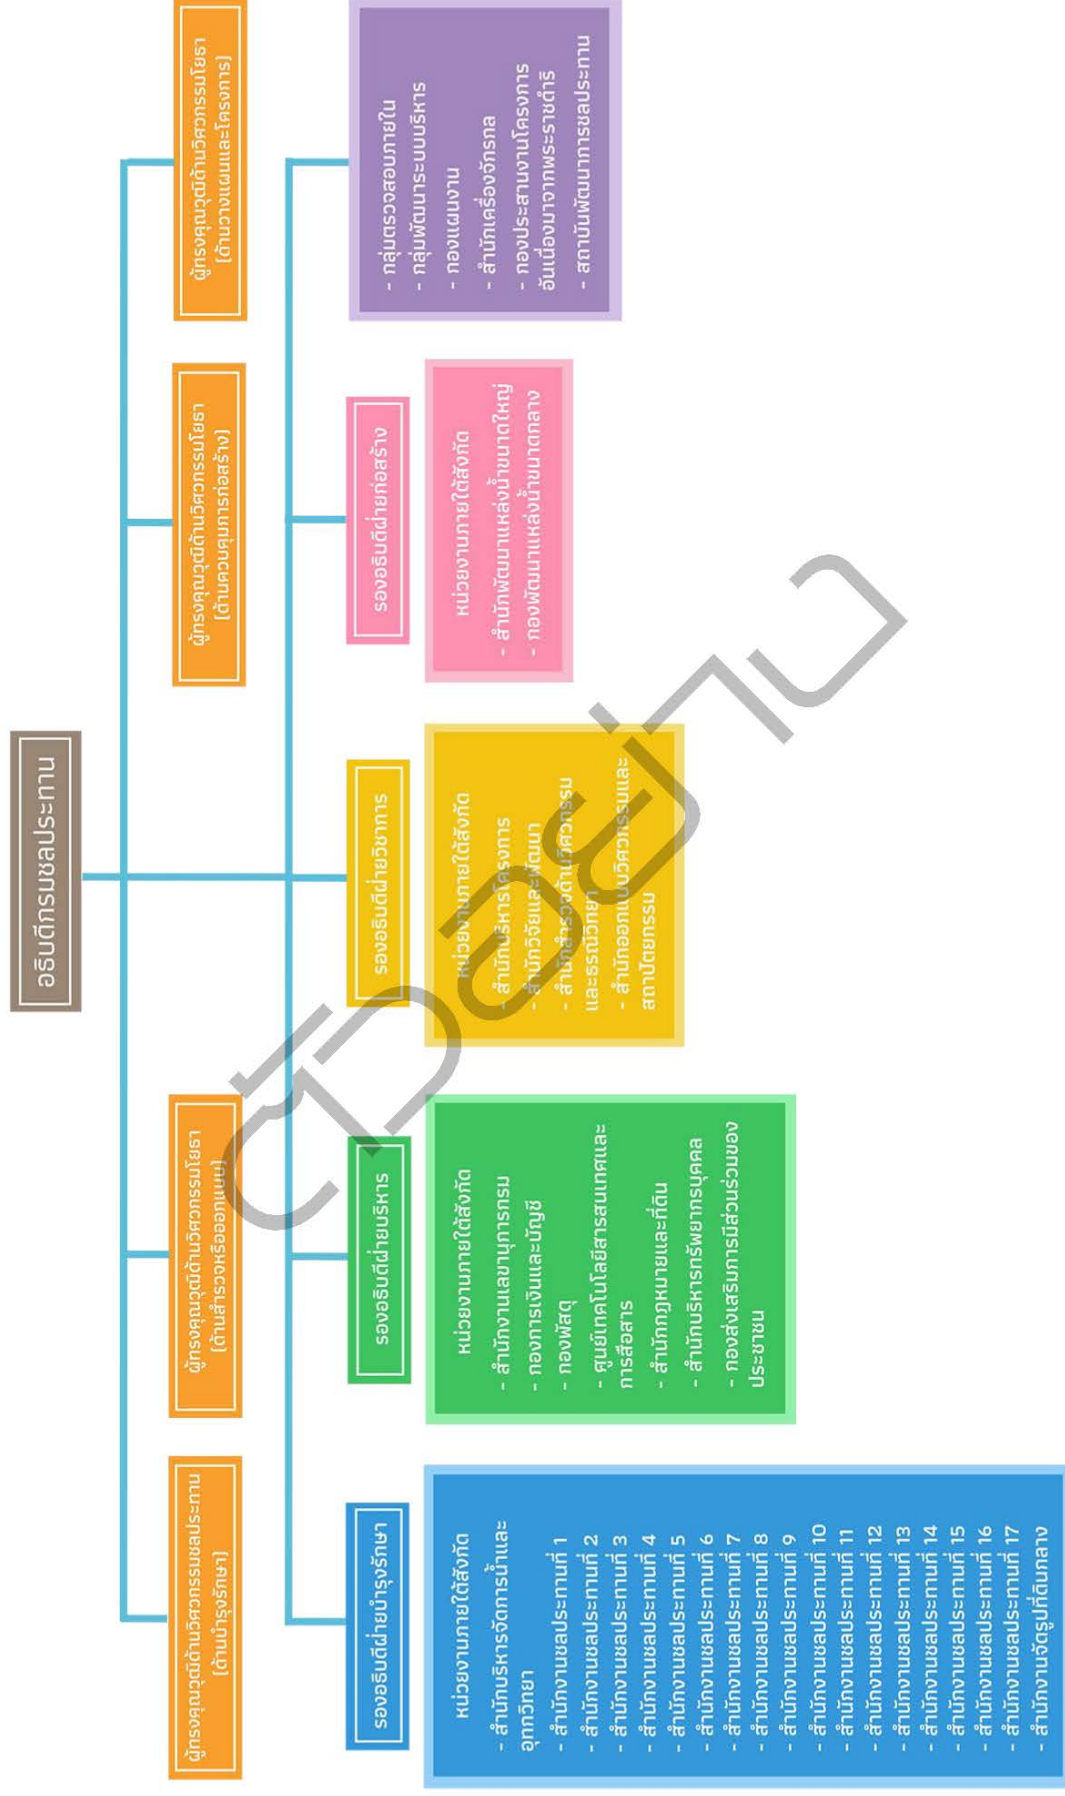 อธิบดีกรมชลประทาน
ผู้ทรงคุณวุฒิด้านวิศวกรรมชลประทาน
(ด้านบำรุงรักษา)
ผู้ทรงคุณวุฒิด้านวิศวกรรมโยธา
(ด้านสำรวจหรือออกแบบ)
ผู้ทรงคุณวุฒิด้านวิศวกรรมโยธา
(ด้านควบคุมการก่อสร้าง)
ผู้ทรงคุณวุฒิด้านวิศวกรรมโยธา
(ด้านวางแผนและโครงการ)
รองอธิบดีฝ่ายบำรุงรักษา
หน่วยงานภายใต้สังกัด
- สำนักบริหารจัดการน้ำและ
อุทกวิทยา
- สำนักงานชลประทานที่ 1
- สำนักงานชลประทานที่ 2
- สำนักงานชลประทานที่ 3
- สำนักงานชลประทานที่ 4
- สำนักงานชลประทานที่ 5
- สำนักงานชลประทานที่ 6
- สำนักงานชลประทานที่ 7
- สำนักงานชลประทานที่ 8
- สำนักงานชลประทานที่ 9
- สำนักงานชลประทานที่ 10
- สำนักงานชลประทานที่ 11
- สำนักงานชลประทานที่ 12
- สำนักงานชลประทานที่ 13
- สำนักงานชลประทานที่ 14
- สำนักงานชลประทานที่ 15
- สำนักงานชลประทานที่ 16
- สำนักงานชลประทานที่ 17
- สำนักงานจัดรูปที่ดินกลาง
รองอธิบดีฝ่ายบริหาร
หน่วยงานภายใต้สังกัด
- สำนักงานเลขานุการกรม
- กองการเงินและบัญชี
- กองพัสดุ
- ศูนย์เทคโนโลยีสารสนเทศและ
การสื่อสาร
- สำนักกฎหมายและที่ดิน
- สำนักบริหารทรัพยากรบุคคล
- กองส่งเสริมการมีส่วนร่วมของ
ประชาชน
รองอธิบดีฝ่ายวิชาการ
หน่วยงานภายใต้สังกัด
- สำนักบริหารโครงการ
- สำนักวิจัยและพัฒนา
- สำนักสำรวจด้านวิศวกรรม
และธรณีวิทยา
- สำนักออกแบบวิศวกรรมและ
สถาปัตยกรรม
รองอธิบดีฝ่ายก่อสร้าง
หน่วยงานภายใต้สังกัด
- สำนักพัฒนาแหล่งน้ำขนาดใหญ่
- กองพัฒนาแหล่งน้ำขนาดกลาง
- กลุ่มตรวจสอบภายใน
- กลุ่มพัฒนาระบบบริหาร
- กองแผนงาน
- สำนักเครื่องจักรกล
- กองประสานงานโครงการ
อันเนื่องมาจากพระราชดำริ
- สถาบันพัฒนาการชลประทาน
ตัวอย่าง